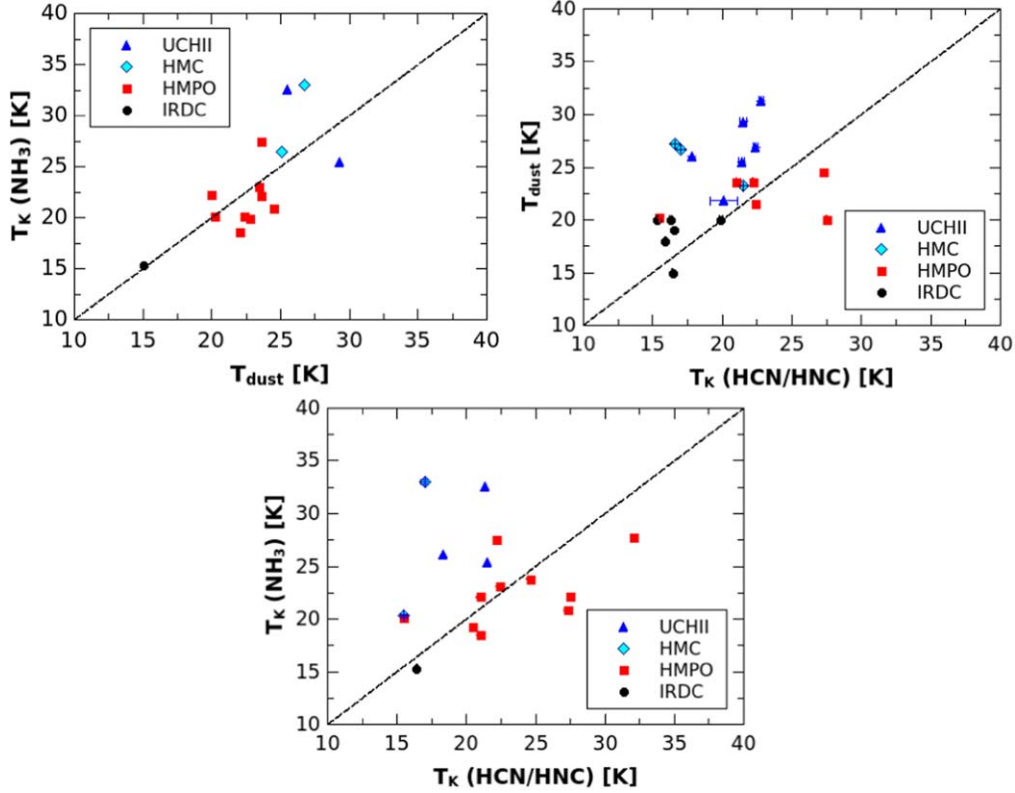 40
35
30
25
20
15
10
T_K (NH_3) [K]
UCHII
HMC
HMPO
IRDC
10 15 20 25 30 35 40
T_dust [K]
40
35
30
25
20
15
10
T_dust [K]
UCHII
HMC
HMPO
IRDC
10 15 20 25 30 35 40
T_K (HCN/HNC) [K]
40
35
30
25
20
15
10
T_K (NH_3) [K]
UCHII
HMC
HMPO
IRDC
10 15 20 25 30 35 40
T_K (HCN/HNC) [K]